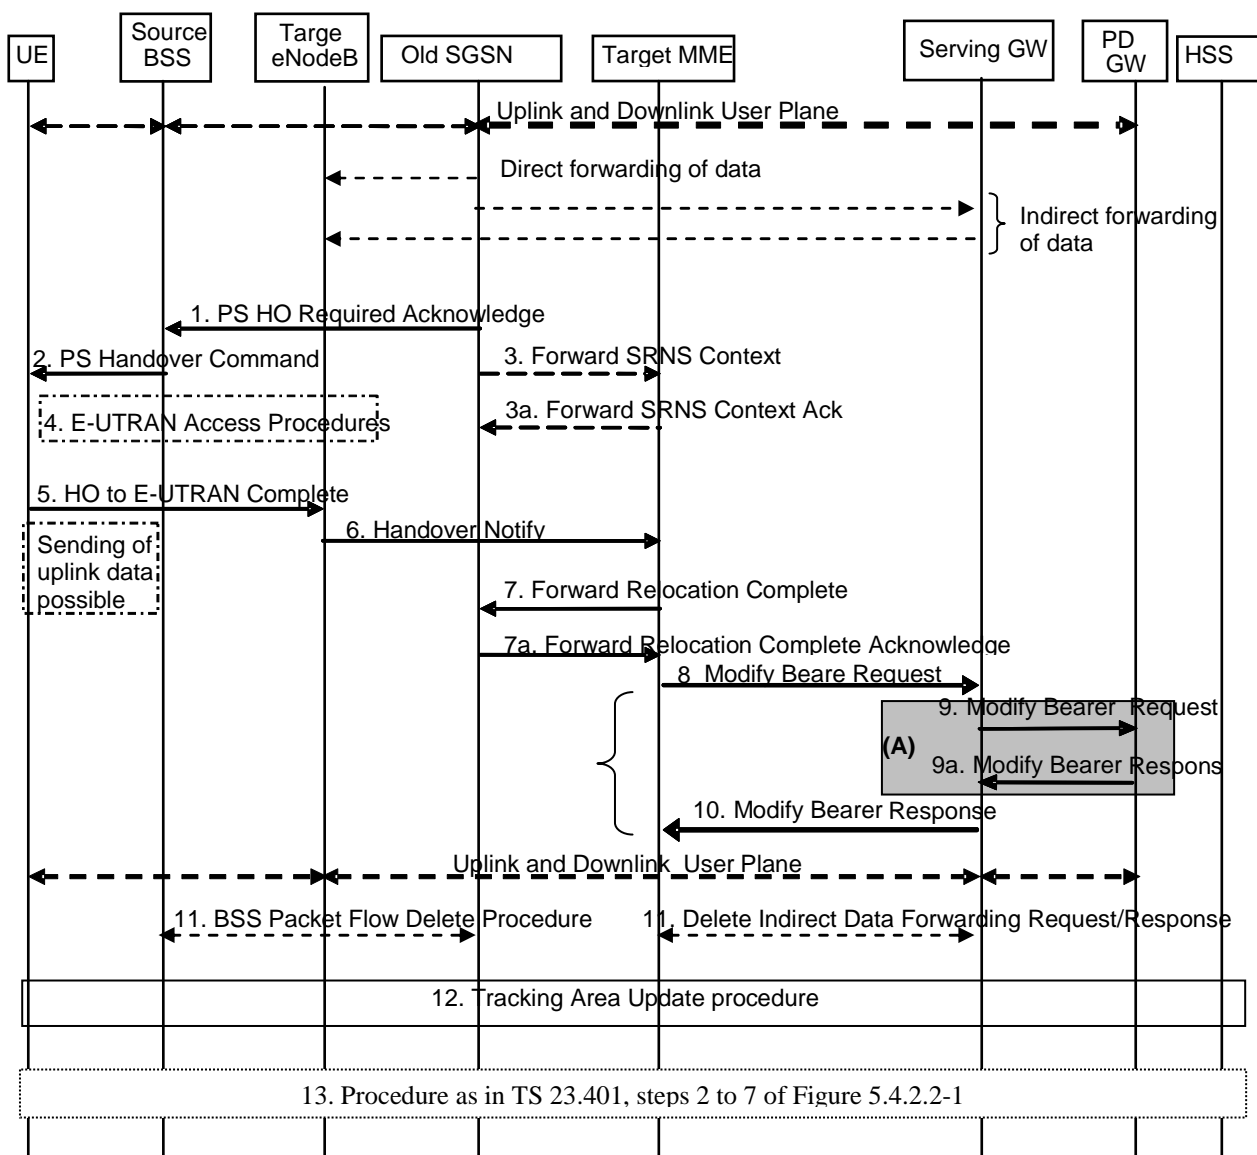 UE
Source
BSS
Targe
eNodeB
Old SGSN
Target MME
Serving GW
PD
GW
HSS
Uplink and Downlink User Plane
Direct forwarding of data
Indirect forwarding
of data
1. PS HO Required Acknowledge
2. PS Handover Command
3. Forward SRNS Context
4. E-UTRAN Access Procedures
3a. Forward SRNS Context Ack
5. HO to E-UTRAN Complete
6. Handover Notify
Sending of
uplink data
possible
7. Forward Relocation Complete
7a. Forward Relocation Complete Acknowledge
8 Modify Beare Request
9. Modify Bearer Request
(A)
9a. Modify Bearer Respons
10. Modify Bearer Response
Uplink and Downlink User Plane
11. BSS Packet Flow Delete Procedure
11. Delete Indirect Data Forwarding Request/Response
12. Tracking Area Update procedure
13. Procedure as in TS 23.401, steps 2 to 7 of Figure 5.4.2.2-1